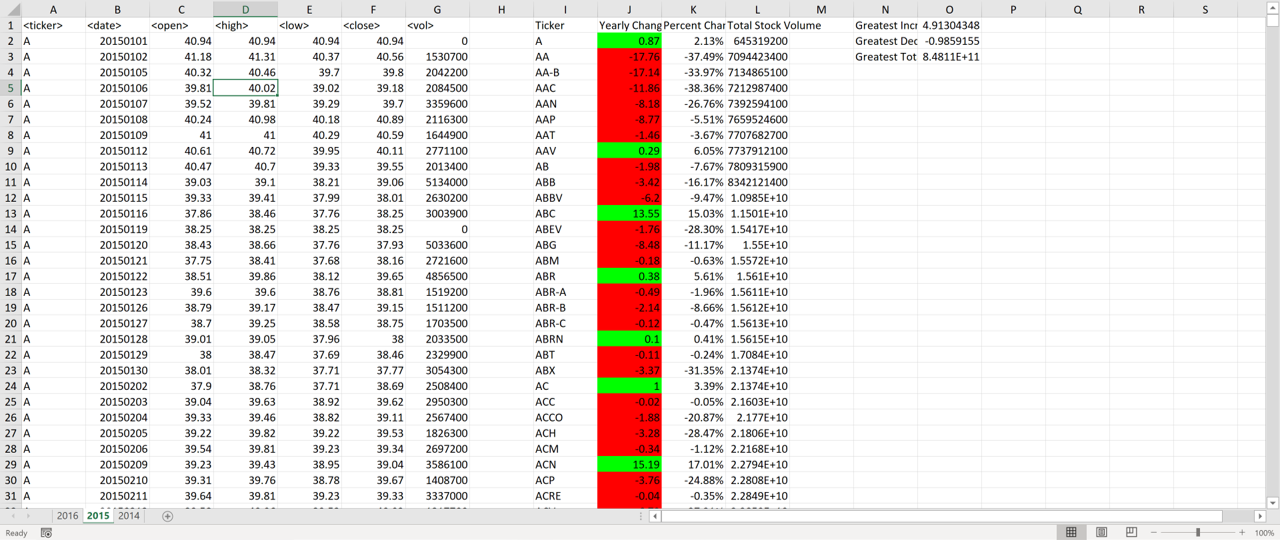 A B C D E F G H I J K L M N O P Q R S
1 <ticker> <date> <open> <high> <low> <close> <vol> Ticker Yearly Chang Percent Char Total Stock Volume Greatest Incr 4.91304348
2 A 20150101 40.94 40.94 40.94 40.94 0 A 0.87 2.13% 645319200 Greatest Dec -0.9859155
3 A 20150102 41.18 41.31 40.37 40.56 1530700 AA -17.76 -37.49% 7094423400 Greatest Tot 8.4811E+11
4 A 20150105 40.32 40.46 39.7 39.8 2042200 AA-B -17.14 -33.97% 7134865100
5 A 20150106 39.81 40.02 39.02 39.18 2084500 AAC -11.86 -38.36% 7212987400
6 A 20150107 39.52 39.81 39.29 39.7 3359600 AAN -8.18 -26.76% 7392594100
7 A 20150108 40.24 40.98 40.18 40.89 2116300 AAP -8.77 -5.51% 7659524600
8 A 20150109 41 41 40.29 40.59 1644900 AAT -1.46 -3.67% 7707682700
9 A 20150112 40.61 40.72 39.95 40.11 2771100 AAV 0.29 6.05% 7737912100
10 A 20150113 40.47 40.7 39.33 39.55 2013400 AB -1.98 -7.67% 7809315900
11 A 20150114 39.03 39.1 38.21 39.06 5134000 ABB -3.42 -16.17% 8342121400
12 A 20150115 39.33 39.41 37.99 38.01 2630200 ABBV -6.2 -9.47% 1.0985E+10
13 A 20150116 37.86 38.46 37.76 38.25 3003900 ABC 13.55 15.03% 1.1501E+10
14 A 20150119 38.25 38.25 38.25 38.25 0 ABEV -1.76 -28.30% 1.5417E+10
15 A 20150120 38.43 38.66 37.76 37.93 5033600 ABG -8.48 -11.17% 1.55E+10
16 A 20150121 37.75 38.41 37.68 38.16 2721600 ABM -0.18 -0.63% 1.5572E+10
17 A 20150122 38.51 39.86 38.12 39.65 4856500 ABR 0.38 5.61% 1.561E+10
18 A 20150123 39.6 39.6 38.76 38.81 1519200 ABR-A -0.49 -1.96% 1.5611E+10
19 A 20150126 38.79 39.17 38.47 39.15 1511200 ABR-B -2.14 -8.66% 1.5612E+10
20 A 20150127 38.7 39.25 38.58 38.75 1703500 ABR-C -0.12 -0.47% 1.5613E+10
21 A 20150128 39.01 39.05 37.96 38 2033500 ABRN 0.1 0.41% 1.5615E+10
22 A 20150129 38 38.47 37.69 38.46 2329900 ABT -0.11 -0.24% 1.7084E+10
23 A 20150130 38.01 38.32 37.71 37.77 3054300 ABX -3.37 -31.35% 2.1374E+10
24 A 20150202 37.9 38.76 37.71 38.69 2508400 AC 1 3.39% 2.1374E+10
25 A 20150203 39.04 39.63 38.92 39.62 2950300 ACC -0.02 -0.05% 2.1603E+10
26 A 20150204 39.33 39.46 38.82 39.11 2567400 ACCO -1.88 -20.87% 2.177E+10
27 A 20150205 39.22 39.82 39.22 39.53 1826300 ACH -3.28 -28.47% 2.1806E+10
28 A 20150206 39.54 39.81 39.23 39.34 2697200 ACM -0.34 -1.12% 2.2168E+10
29 A 20150209 39.23 39.43 38.95 39.04 3586100 ACN 15.19 17.01% 2.2794E+10
30 A 20150210 39.31 39.76 38.78 39.67 1408700 ACP -3.76 -24.88% 2.2808E+10
31 A 20150211 39.64 39.81 39.23 39.33 3337000 ACRE -0.04 -0.35% 2.2849E+10
2016 2015 2014
Ready 100%